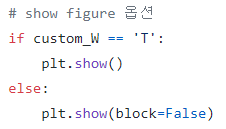 # show figure 옵션
if custom_W == 'T':
    plt.show()
else:
    plt.show(block=False)